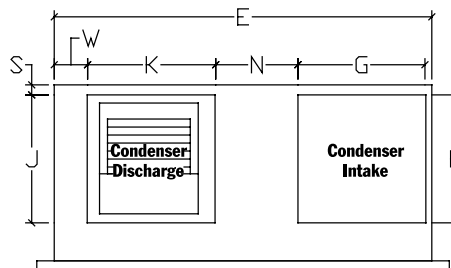 E
W
S K N G
J
Condenser Discharge
Condenser Intake